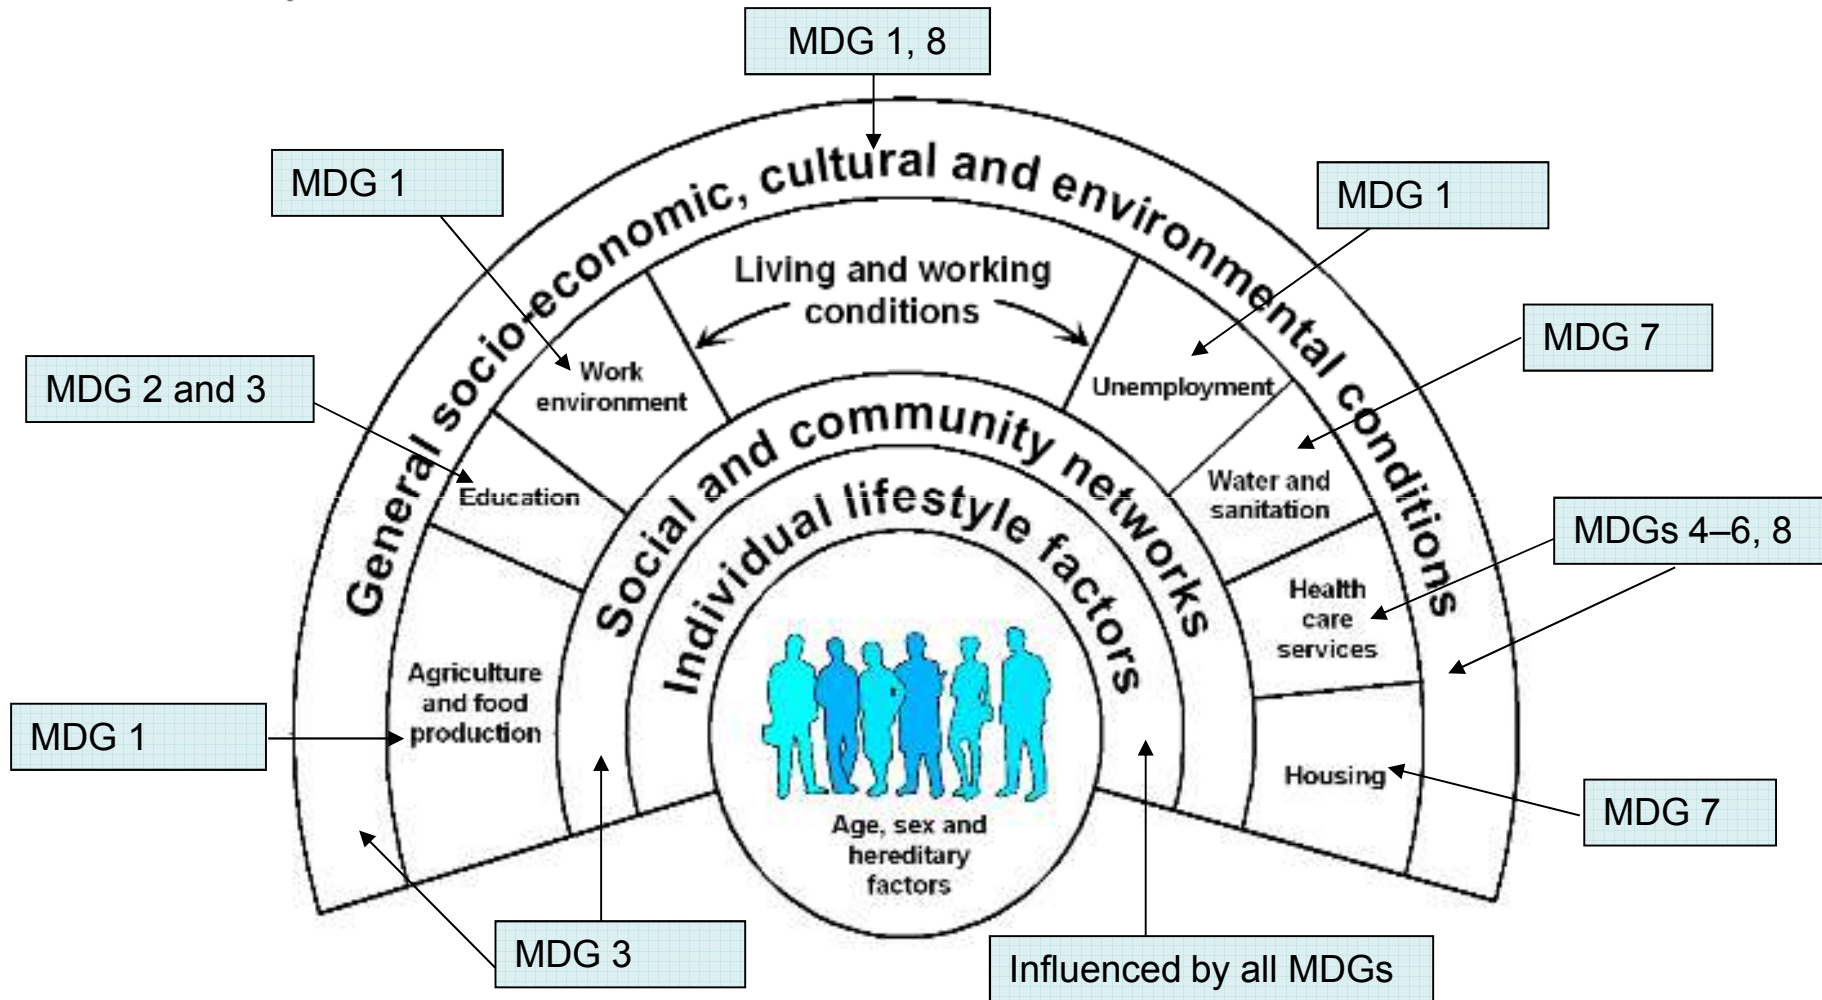 MDG 1, 8
MDG 1
MDG 1
General socio-economic, cultural and environmental conditions
Living and working
conditions
MDG 7
MDG 2 and 3
Work
environment
Unemployment
Social and community networks
Education
Water and
sanitation
Individual lifestyle factors
MDGs 4–6, 8
Health
care
services
Agriculture
and food
production
MDG 1
Housing
MDG 7
Age, sex and
hereditary
factors
MDG 3
Influenced by all MDGs